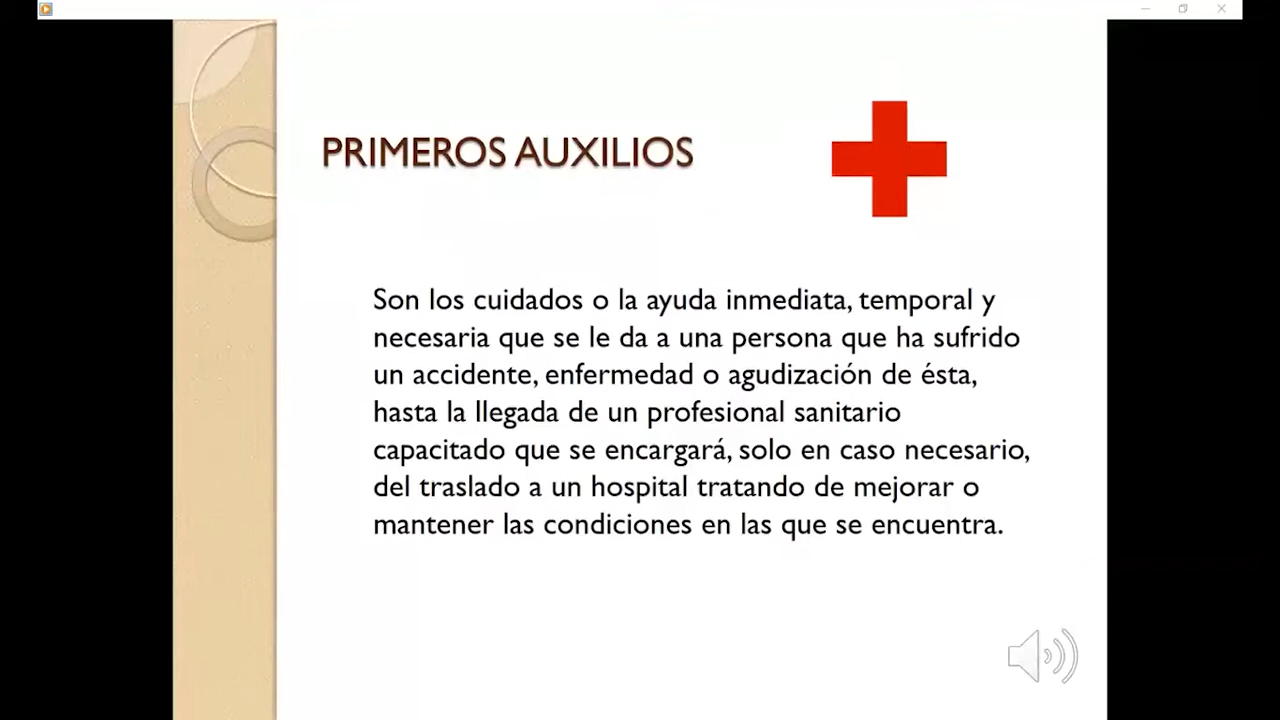 PRIMEROS AUXILIOS
Son los cuidados o la ayuda inmediata, temporal y
necesaria que se le da a una persona que ha sufrido
un accidente, enfermedad o agudización de ésta,
hasta la llegada de un profesional sanitario
capacitado que se encargará, solo en caso necesario,
del traslado a un hospital tratando de mejorar o
mantener las condiciones en las que se encuentra.